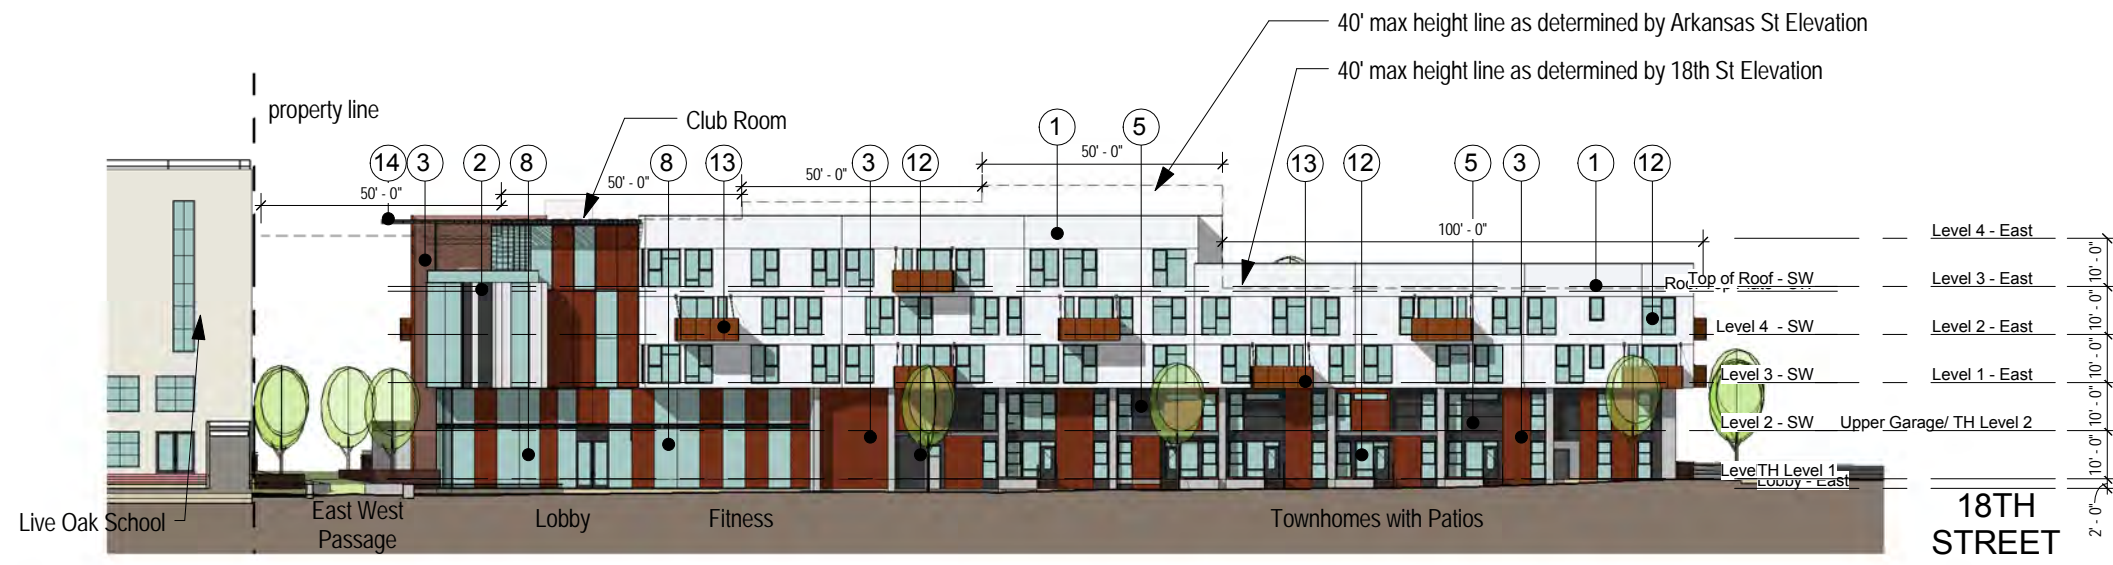 40' max height line as determined by Arkansas St Elevation
40' max height line as determined by 18th St Elevation
property line
Club Room
1
5
14
3
2
8
8
13
3
12
13
12
5
3
1
12
50' - 0"
50' - 0"
50' - 0"
50' - 0"
100' - 0"
Level 4 - East
Top of Roof - SW
Level 3 - East
Level 4 - SW
Level 2 - East
Level 3 - SW
Level 1 - East
Level 2 - SW
Upper Garage/ TH Level 2
TH Level 1
Lobby - East
10' - 0"
10' - 0"
10' - 0"
10' - 0"
10' - 0"
2' - 0"
Live Oak School
East West
Passage
Lobby
Fitness
Townhomes with Patios
18TH
STREET